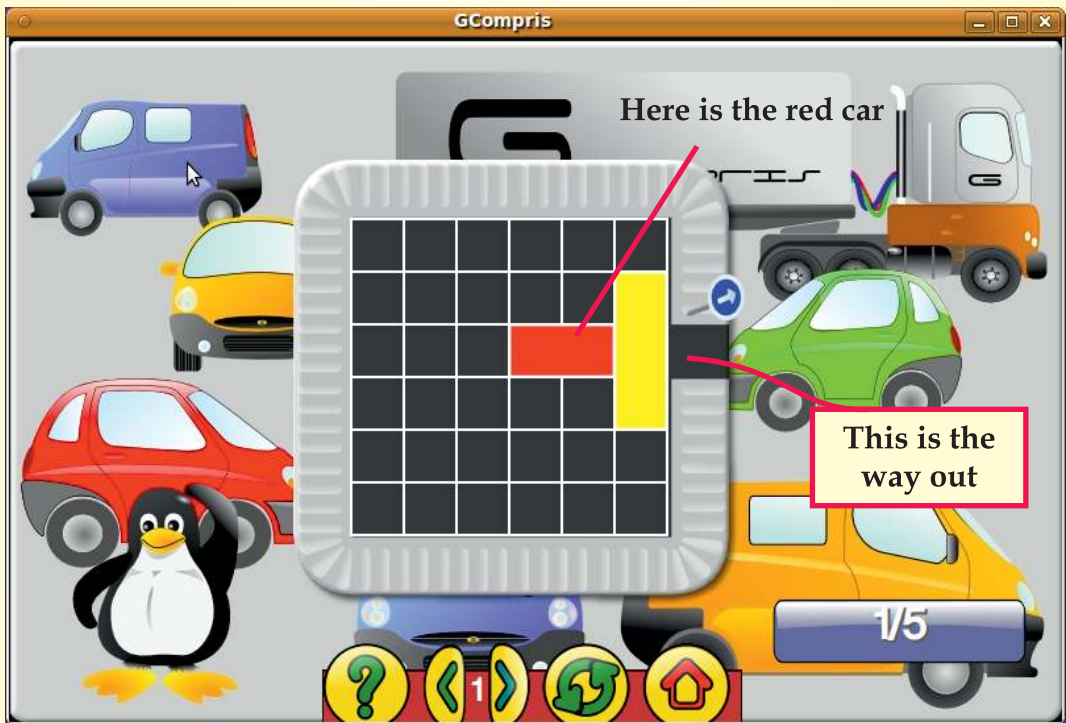 GCompris
Here is the red car
G
This is the
way out
1/5
?
1